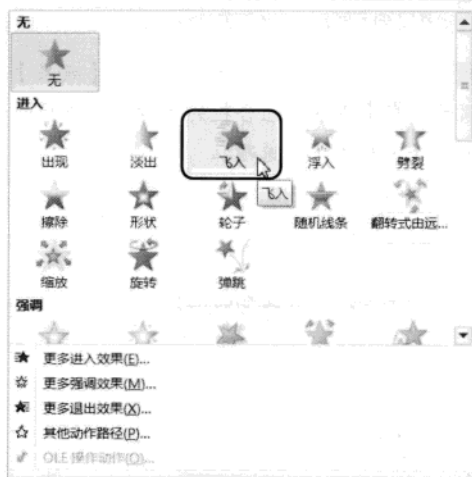 无
无
进入
出现 淡出 飞入 浮入 劈裂
飞入
擦除 形状 轮子 随机线条 翻转式由远...
缩放 旋转 弹跳
强调
更多进入效果(E)...
更多强调效果(M)...
更多退出效果(X)...
其他动作路径(P)...
OLE 操作动作(O)...